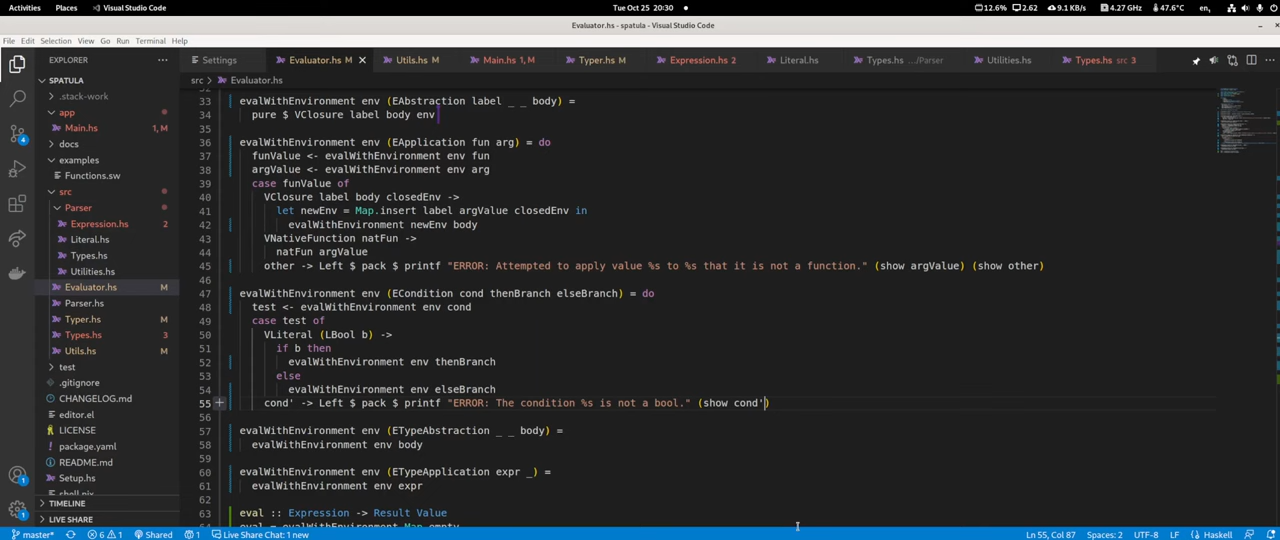 Activities Places Visual Studio Code Tue Oct 25 20:30 12.6% 2.62 9.1 KB/s 4.27 GHz 47.6°C en,
Evaluator.hs - spatula - Visual Studio Code
File Edit Selection View Go Run Terminal Help
EXPLORER ... Settings Evaluator.hs M Utils.hs M Main.hs 1, M Typer.hs M Expression.hs 2 Literal.hs Types.hs .../Parser Utilities.hs Types.hs src 3
src > Evaluator.hs
SPATULA
.stack-work
app
Main.hs 1, M
docs
examples
Functions.sw
src
Parser
Expression.hs 2
Literal.hs
Types.hs
Utilities.hs
Evaluator.hs M
Parser.hs
Typer.hs M
Types.hs 3
Utils.hs M
test
.gitignore
CHANGELOG.md
editor.el
LICENSE
package.yaml
README.md
Setup.hs
shell.nix
TIMELINE
LIVE SHARE
4
1
1
33 evalWithEnvironment env (EAbstraction label _ _ body) =
34 pure $ VClosure label body env
35
36 evalWithEnvironment env (EApplication fun arg) = do
37 funValue <- evalWithEnvironment env fun
38 argValue <- evalWithEnvironment env arg
39 case funValue of
40 VClosure label body closedEnv ->
41 let newEnv = Map.insert label argValue closedEnv in
42 evalWithEnvironment newEnv body
43 VNativeFunction natFun ->
44 natFun argValue
45 other -> Left $ pack $ printf "ERROR: Attempted to apply value %s to %s that it is not a function." (show argValue) (show other)
46
47 evalWithEnvironment env (ECondition cond thenBranch elseBranch) = do
48 test <- evalWithEnvironment env cond
49 case test of
50 VLiteral (LBool b) ->
51 if b then
52 evalWithEnvironment env thenBranch
53 else
54 evalWithEnvironment env elseBranch
55 cond' -> Left $ pack $ printf "ERROR: The condition %s is not a bool." (show cond')
56
57 evalWithEnvironment env (ETypeAbstraction _ _ body) =
58 evalWithEnvironment env body
59
60 evalWithEnvironment env (ETypeApplication expr _) =
61 evalWithEnvironment env expr
62
63 eval :: Expression -> Result Value
64 eval = evalWithEnvironment Map.empty
master* 6 1 Shared 1 Live Share Chat: 1 new Ln 55, Col 87 Spaces: 2 UTF-8 LF Haskell